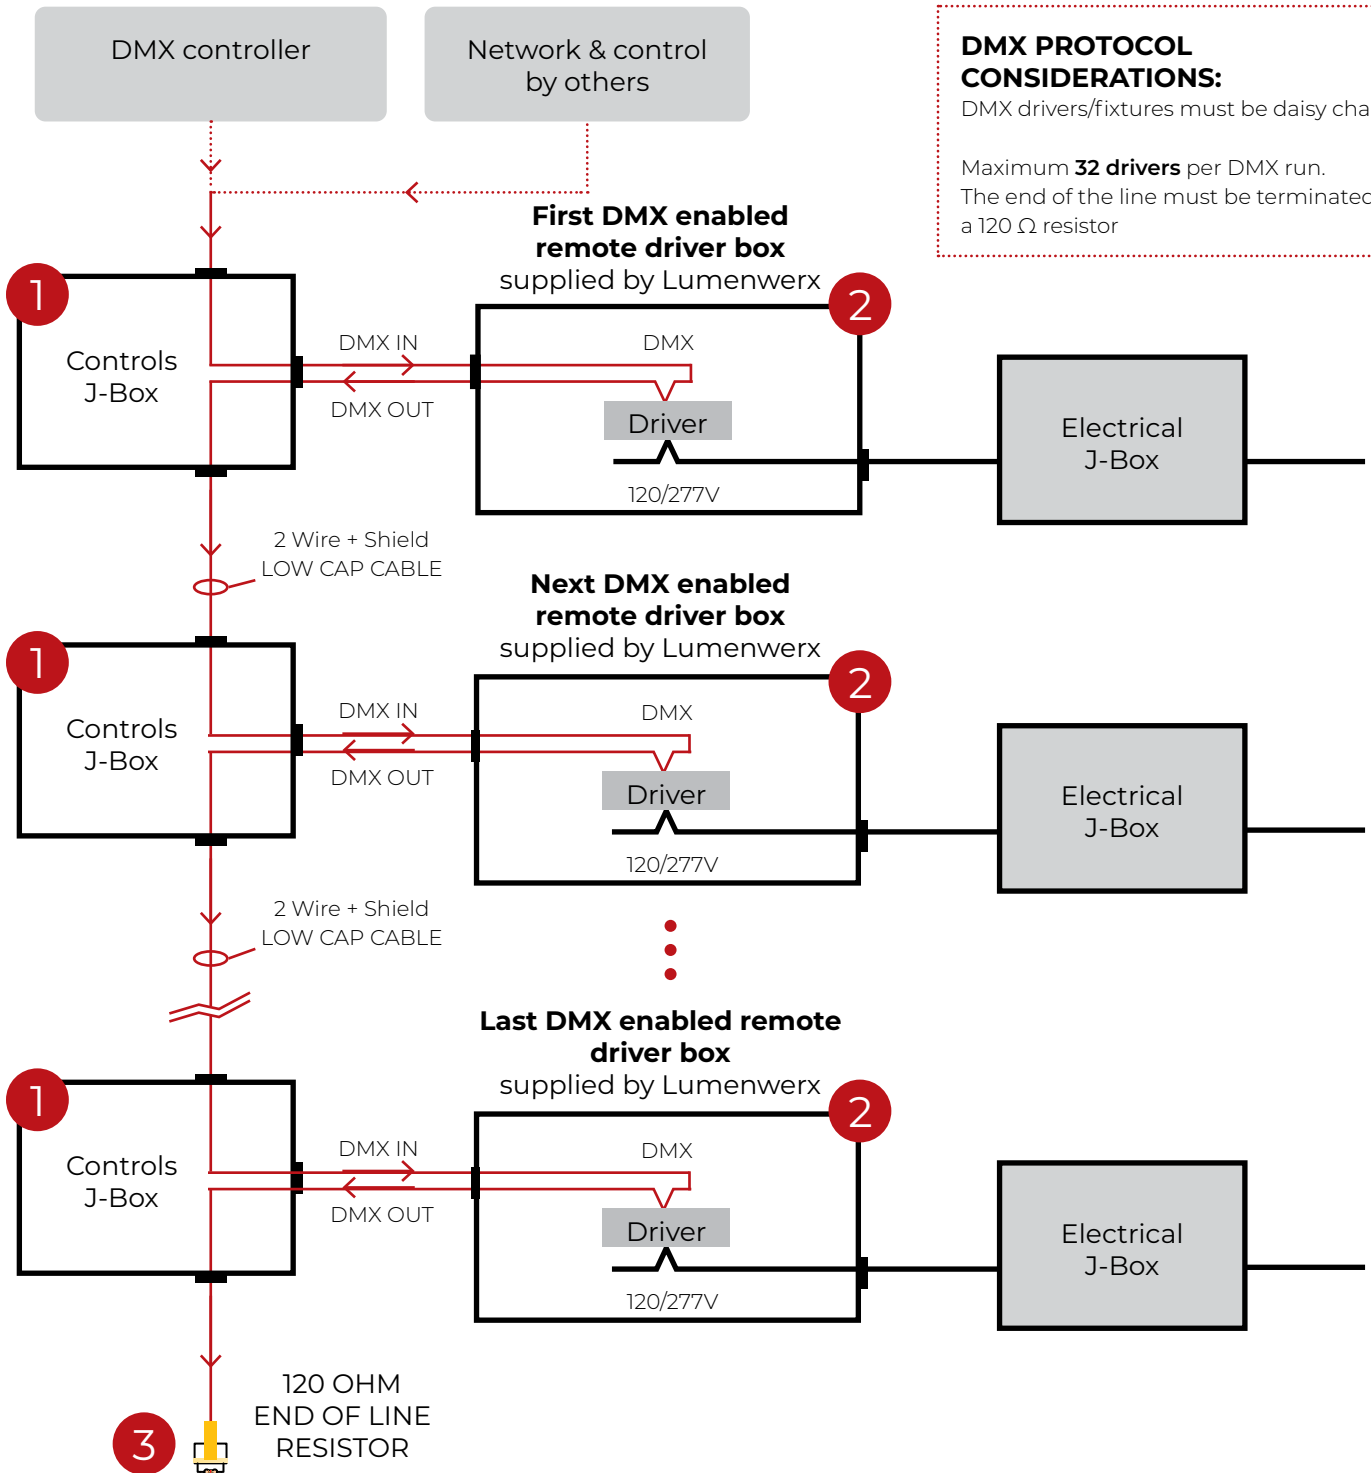 DMX controller
Network & control
by others
DMX PROTOCOL
CONSIDERATIONS:
DMX drivers/fixtures must be daisy cha
Maximum 32 drivers per DMX run.
The end of the line must be terminated
a 120 Ω resistor
First DMX enabled
remote driver box
supplied by Lumenwerx
1
Controls
J-Box
DMX IN
DMX OUT
2
DMX
Driver
120/277V
Electrical
J-Box
2 Wire + Shield
LOW CAP CABLE
Next DMX enabled
remote driver box
supplied by Lumenwerx
1
Controls
J-Box
DMX IN
DMX OUT
2
DMX
Driver
120/277V
Electrical
J-Box
2 Wire + Shield
LOW CAP CABLE
Last DMX enabled remote
driver box
supplied by Lumenwerx
1
Controls
J-Box
DMX IN
DMX OUT
2
DMX
Driver
120/277V
Electrical
J-Box
3
120 OHM
END OF LINE
RESISTOR